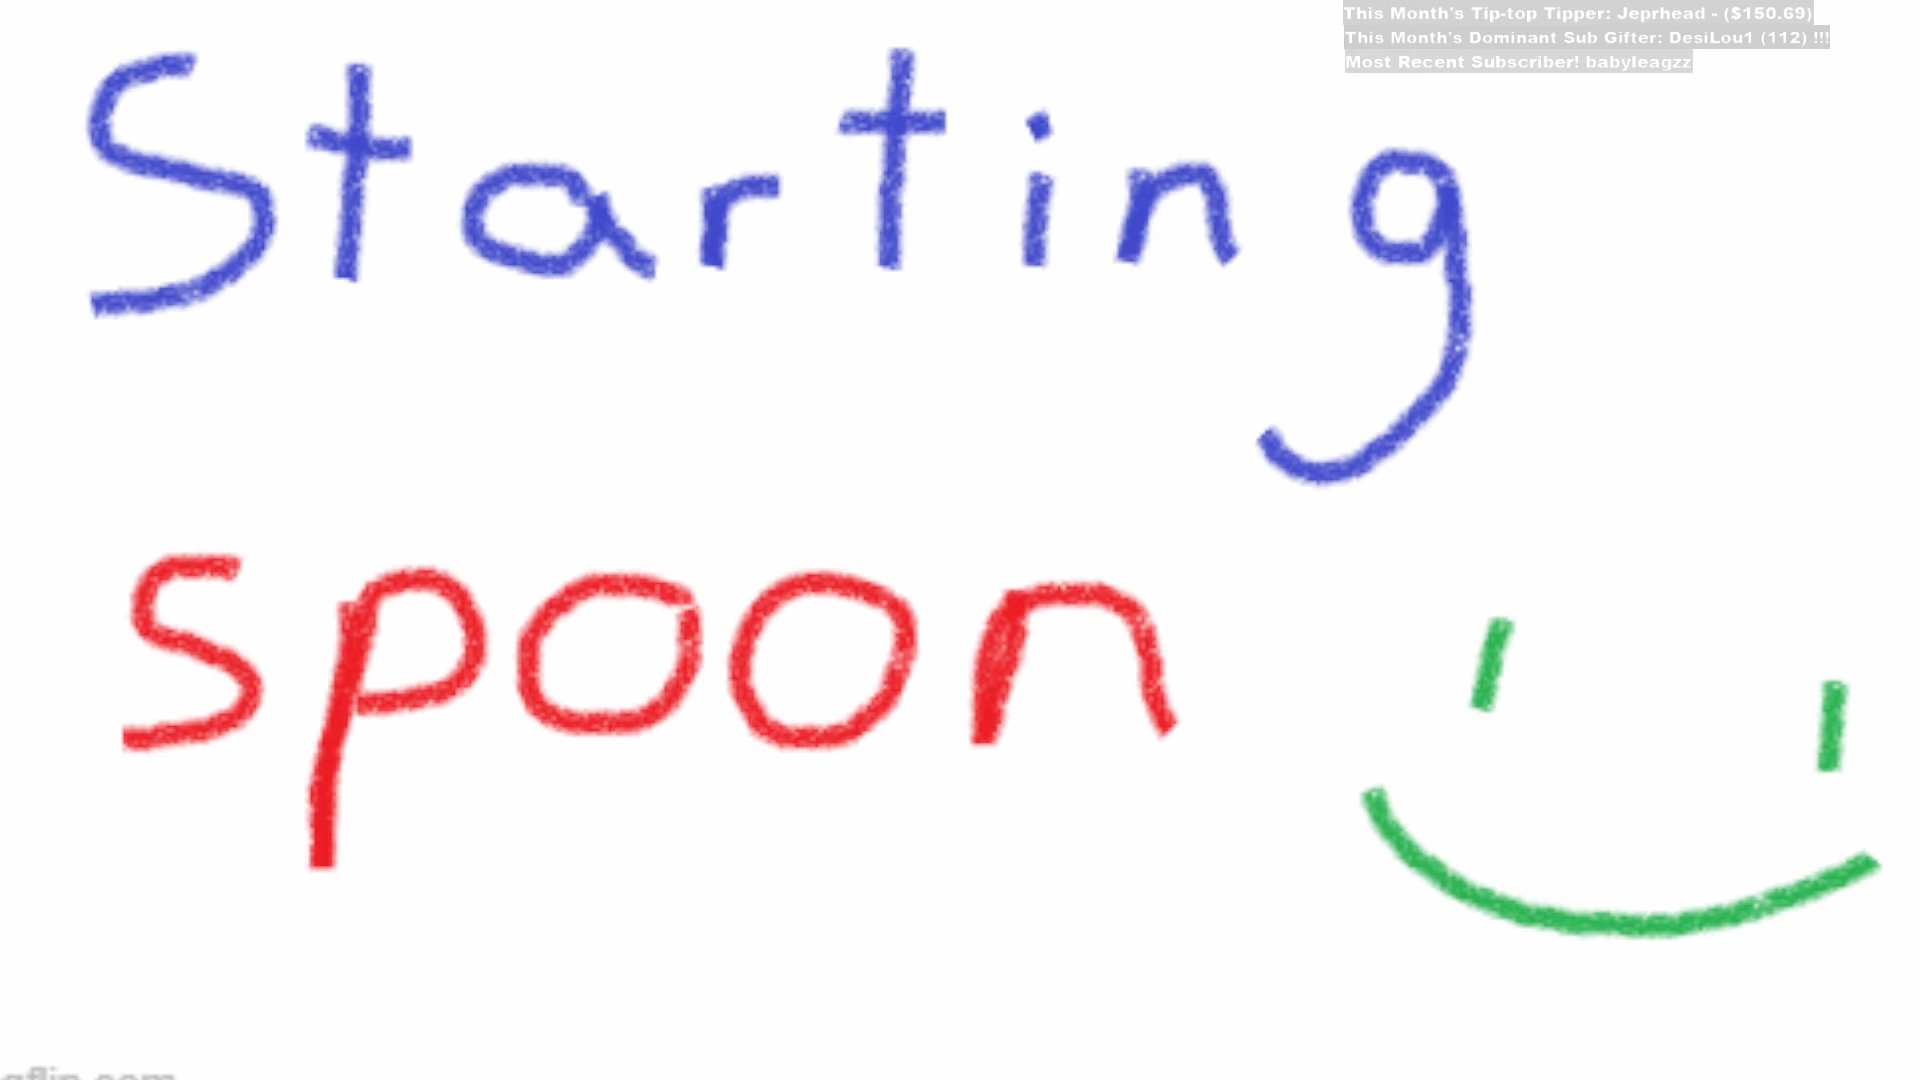 This Month's Tip-top Tipper: Jeprhead - ($150.69)
This Month's Dominant Sub Gifter: DesiLou1 (112) !!!
Most Recent Subscriber! babyleagzz
Starting
spoon